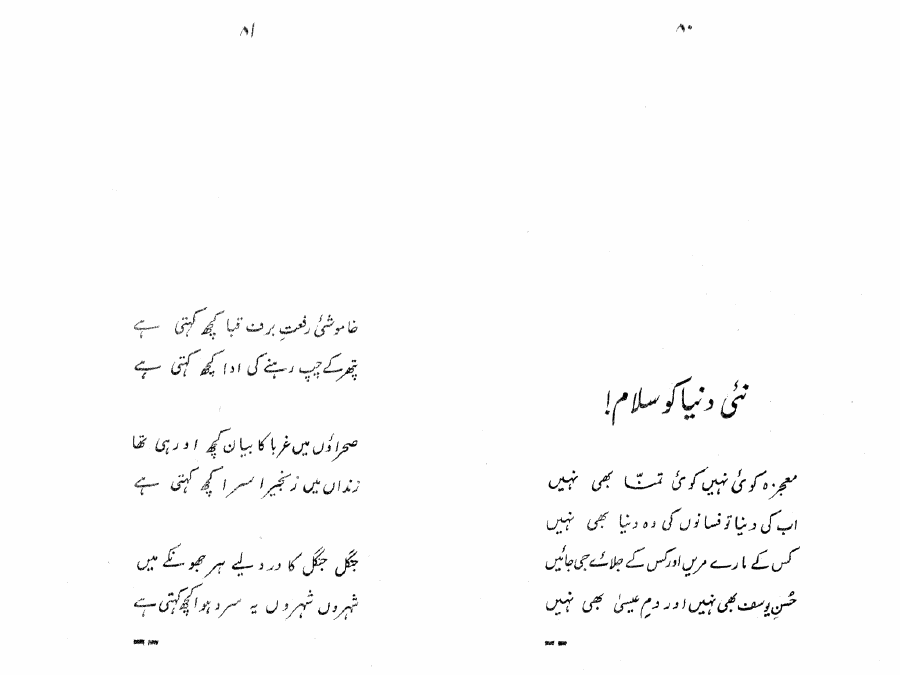 ۸۰
نئی دنیا کو سلام!
معجزہ کوئی نہیں کوئی تمنّا بھی نہیں
اب کی دنیا تو فسانوں کی وہ دنیا بھی نہیں
کس کے مارے مریں اور کس کے جلائے جی جائیں
حُسنِ یوسف بھی نہیں اور دمِ عیسیٰ بھی نہیں
۸۱
خاموشئ رفعتِ برف قبا کچھ کہتی ہے
پتھر کے چپ رہنے کی ادا کچھ کہتی ہے
صحراؤں میں غربا کا بیان کچھ اور ہی تھا
زنداں میں زنجیرا سرا کچھ کہتی ہے
جنگل جنگل کا درد لیے ہر جھونکے میں
شہروں شہروں یہ سرد ہوا کچھ کہتی ہے